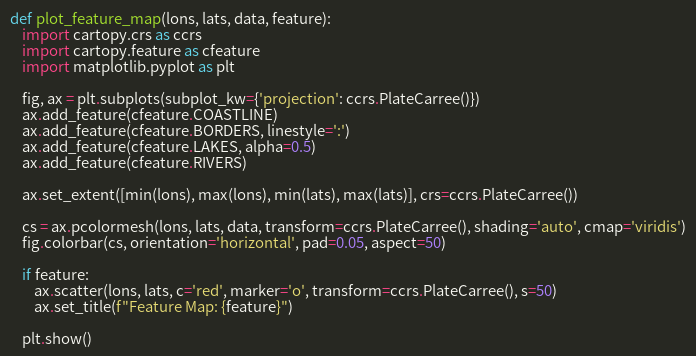 def plot_feature_map(lons, lats, data, feature):
    import cartopy.crs as ccrs
    import cartopy.feature as cfeature
    import matplotlib.pyplot as plt

    fig, ax = plt.subplots(subplot_kw={'projection': ccrs.PlateCarree()})
    ax.add_feature(cfeature.COASTLINE)
    ax.add_feature(cfeature.BORDERS, linestyle=':')
    ax.add_feature(cfeature.LAKES, alpha=0.5)
    ax.add_feature(cfeature.RIVERS)

    ax.set_extent([min(lons), max(lons), min(lats), max(lats)], crs=ccrs.PlateCarree())

    cs = ax.pcolormesh(lons, lats, data, transform=ccrs.PlateCarree(), shading='auto', cmap='viridis')
    fig.colorbar(cs, orientation='horizontal', pad=0.05, aspect=50)

    if feature:
        ax.scatter(lons, lats, c='red', marker='o', transform=ccrs.PlateCarree(), s=50)
        ax.set_title(f"Feature Map: {feature}")

    plt.show()